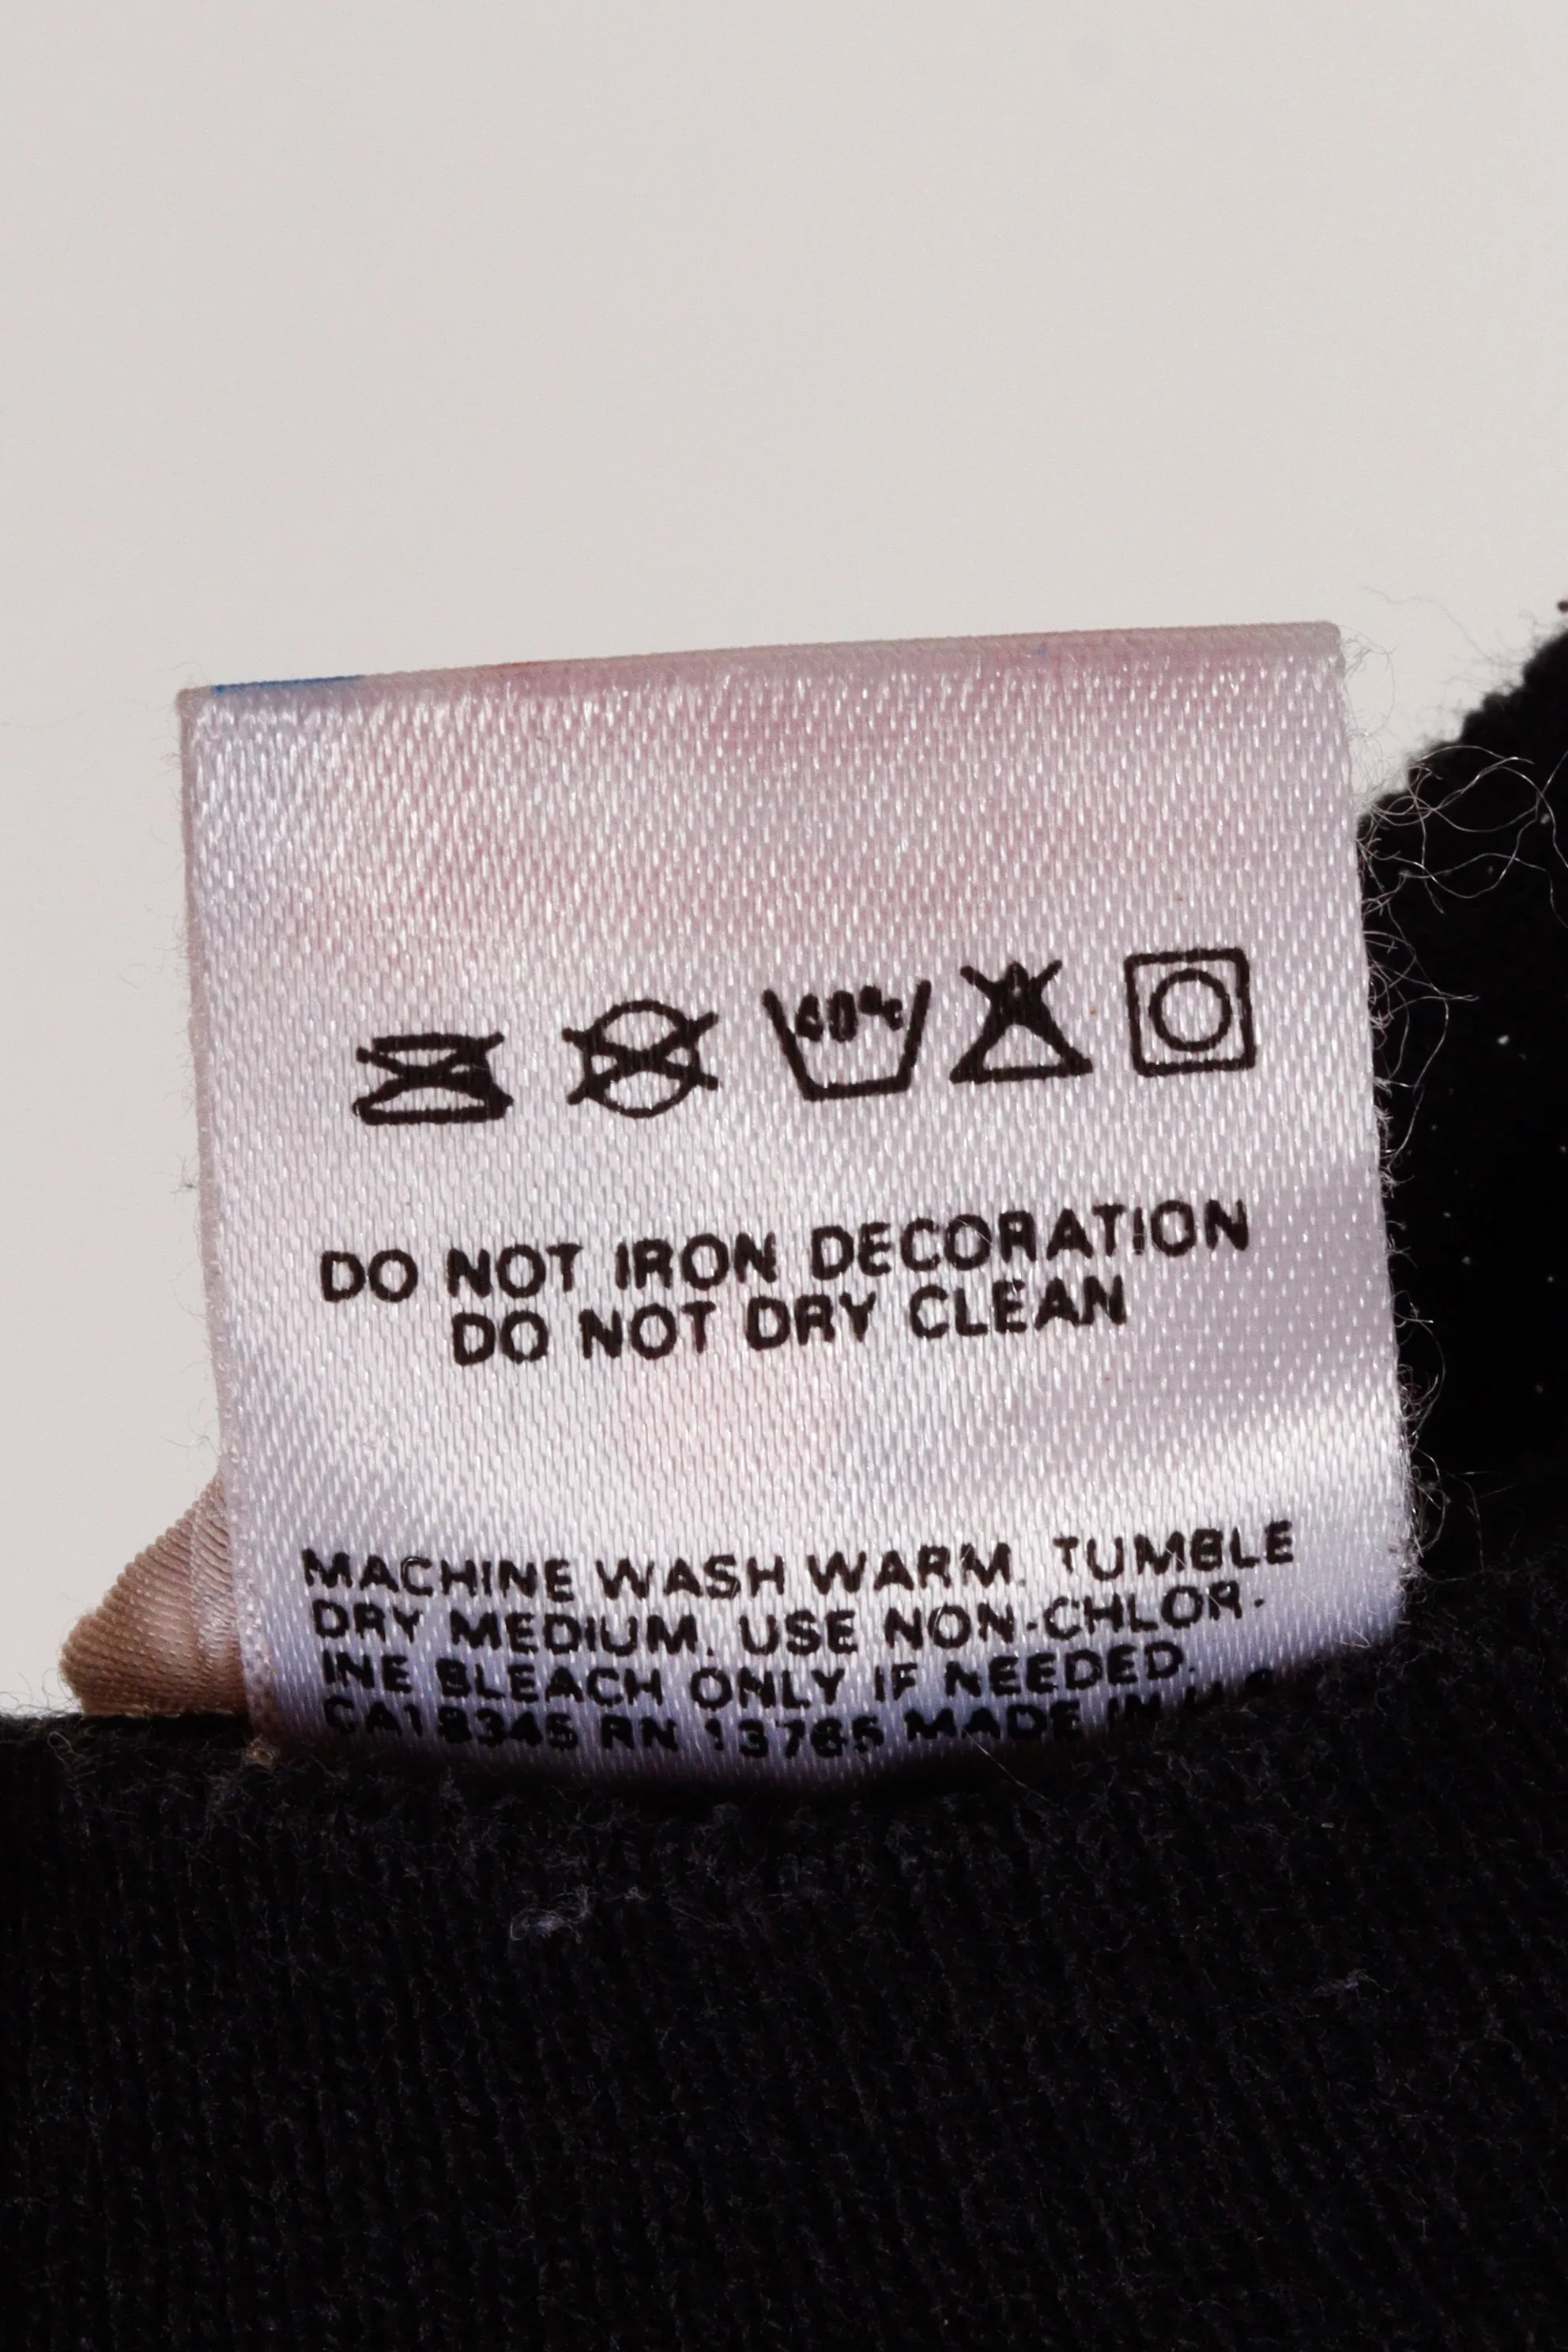 40°c
DO NOT IRON DECORATION
DO NOT DRY CLEAN
MACHINE WASH WARM. TUMBLE
DRY MEDIUM. USE NON-CHLOR-
INE BLEACH ONLY IF NEEDED.
CA18345 RN 13765 MADE IN